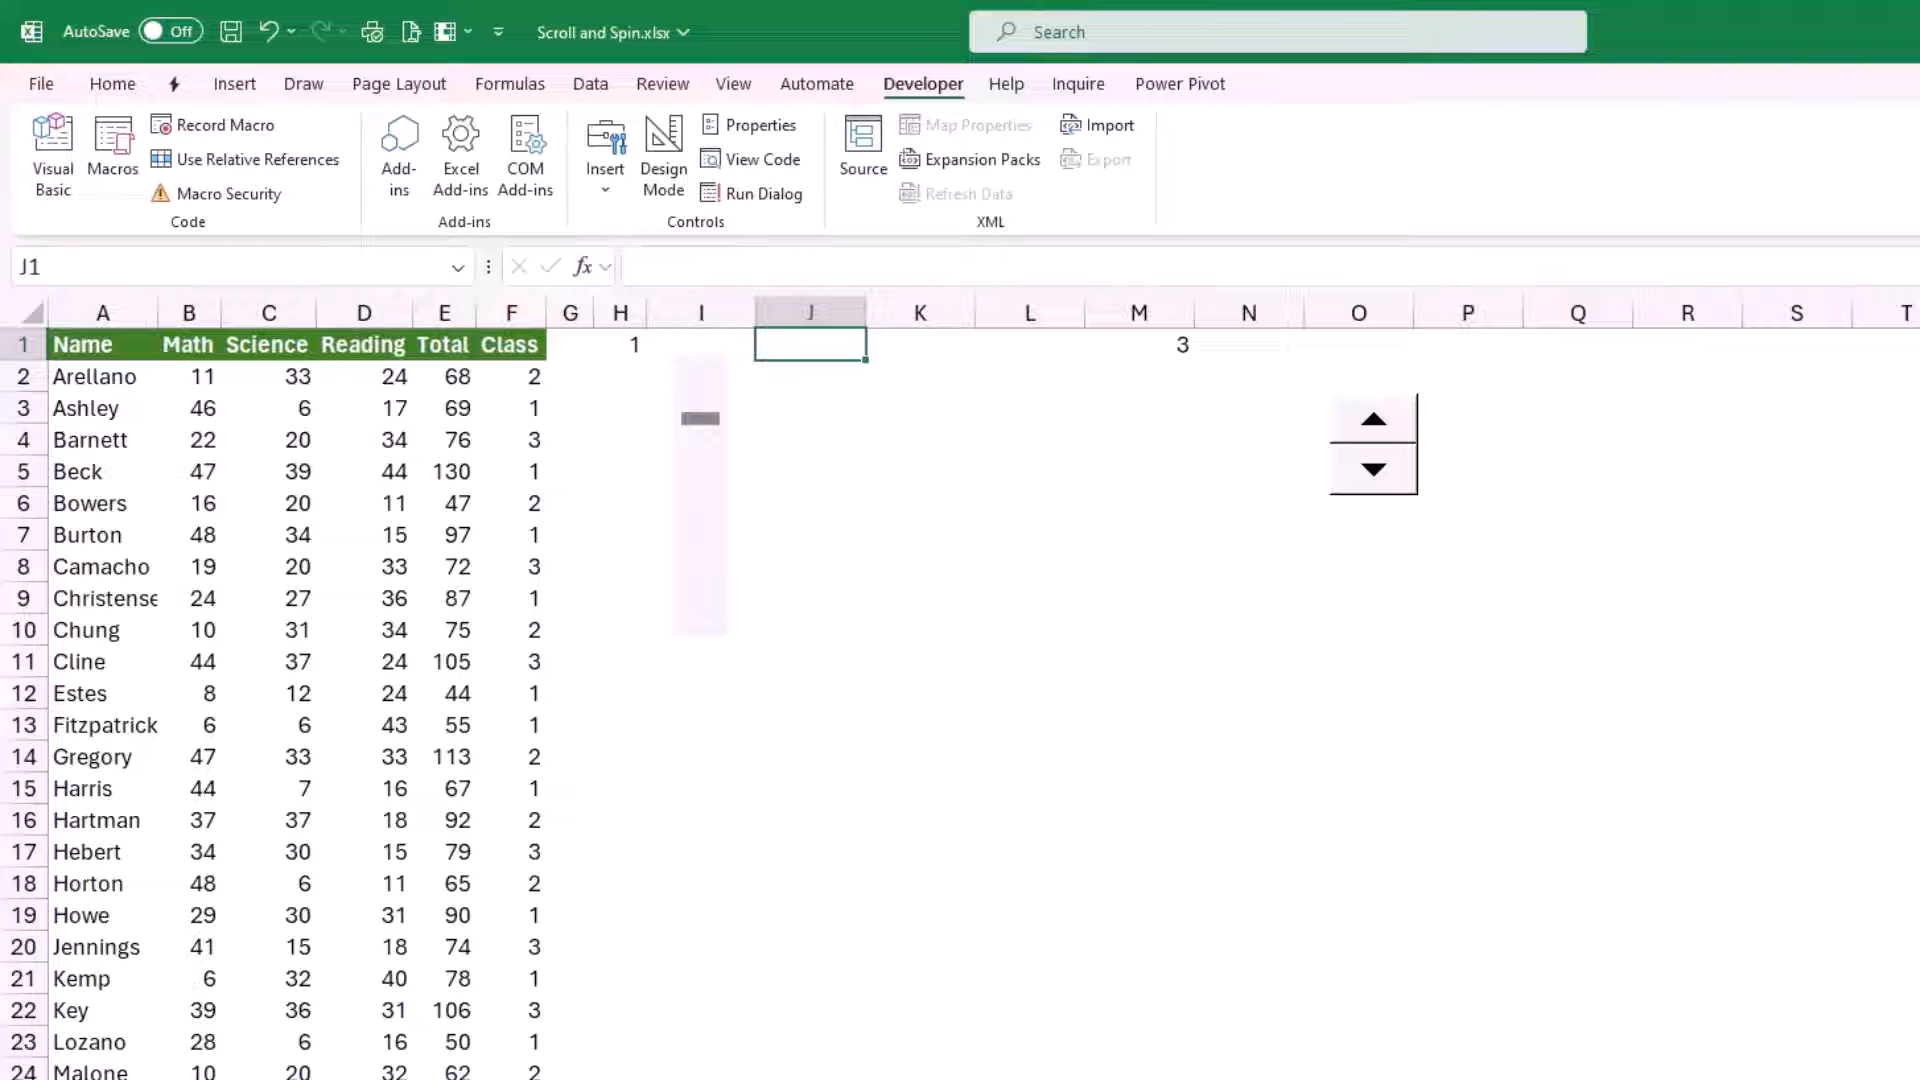 AutoSave Off Scroll and Spin.xlsx Search
File Home Insert Draw Page Layout Formulas Data Review View Automate Developer Help Inquire Power Pivot
Visual Basic
Macros
Record Macro
Use Relative References
Macro Security
Code
Add-ins
Excel Add-ins
COM Add-ins
Add-ins
Insert
Design Mode
Properties
View Code
Run Dialog
Controls
Source
Map Properties
Expansion Packs
Refresh Data
Import
Export
XML
J1 fx
A B C D E F G H I J K L M N O P Q R S T
1 Name Math Science Reading Total Class 1 3
2 Arellano 11 33 24 68 2
3 Ashley 46 6 17 69 1
4 Barnett 22 20 34 76 3
5 Beck 47 39 44 130 1
6 Bowers 16 20 11 47 2
7 Burton 48 34 15 97 1
8 Camacho 19 20 33 72 3
9 Christense 24 27 36 87 1
10 Chung 10 31 34 75 2
11 Cline 44 37 24 105 3
12 Estes 8 12 24 44 1
13 Fitzpatrick 6 6 43 55 1
14 Gregory 47 33 33 113 2
15 Harris 44 7 16 67 1
16 Hartman 37 37 18 92 2
17 Hebert 34 30 15 79 3
18 Horton 48 6 11 65 2
19 Howe 29 30 31 90 1
20 Jennings 41 15 18 74 3
21 Kemp 6 32 40 78 1
22 Key 39 36 31 106 3
23 Lozano 28 6 16 50 1
24 Malone 10 20 32 62 2